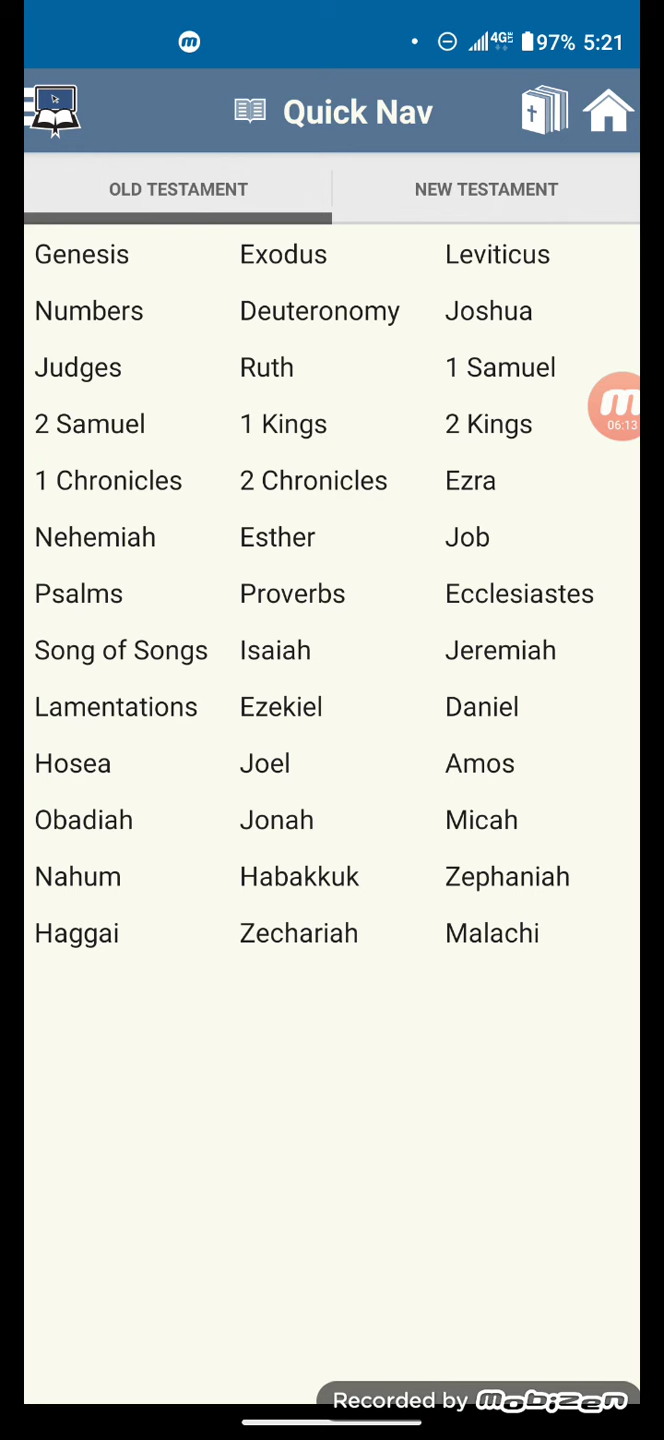 97% 5:21
4G
Quick Nav
OLD TESTAMENT NEW TESTAMENT
Genesis Exodus Leviticus
Numbers Deuteronomy Joshua
Judges Ruth 1 Samuel
2 Samuel 1 Kings 2 Kings
06:13
1 Chronicles 2 Chronicles Ezra
Nehemiah Esther Job
Psalms Proverbs Ecclesiastes
Song of Songs Isaiah Jeremiah
Lamentations Ezekiel Daniel
Hosea Joel Amos
Obadiah Jonah Micah
Nahum Habakkuk Zephaniah
Haggai Zechariah Malachi
Recorded by Mobizen